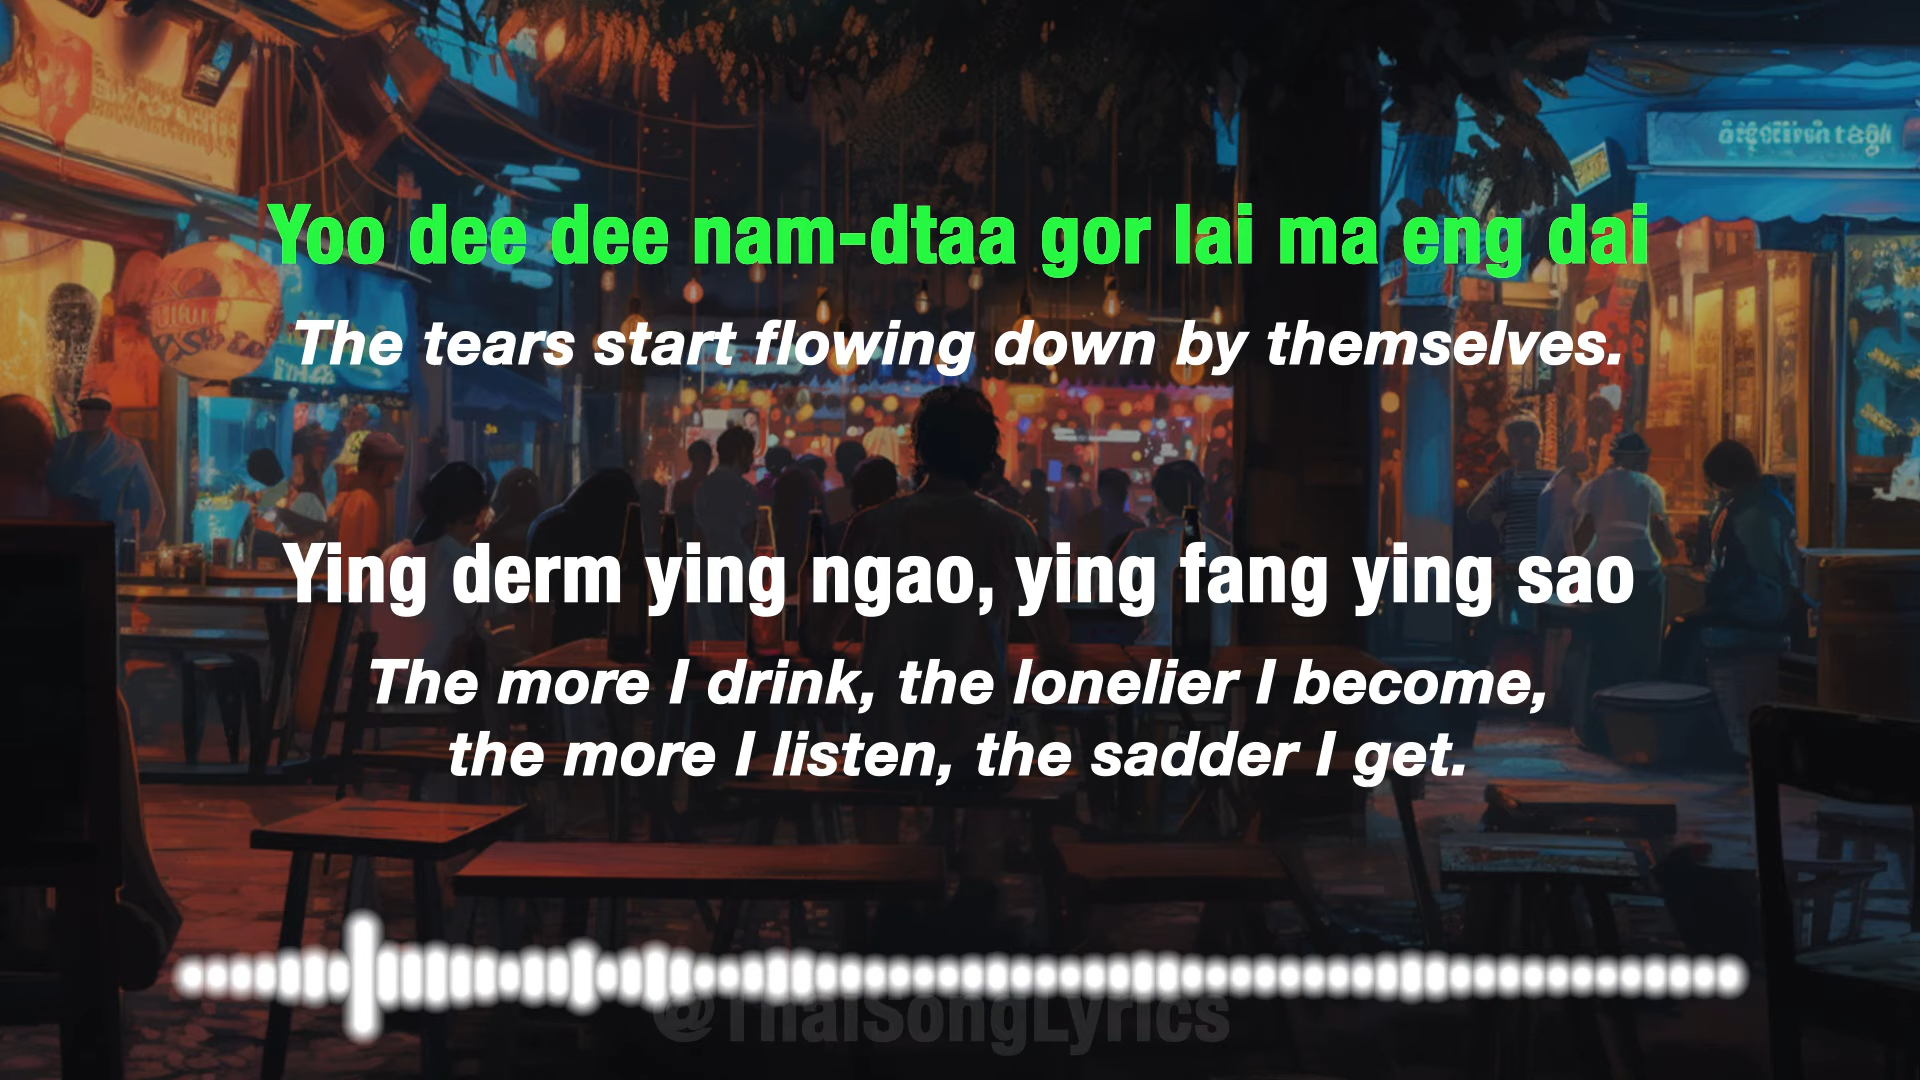 Yoo dee dee nam-dtaa gor lai ma eng dai
The tears start flowing down by themselves.
Ying derm ying ngao, ying fang ying sao
The more I drink, the lonelier I become,
the more I listen, the sadder I get.
@ThaiSongLyrics